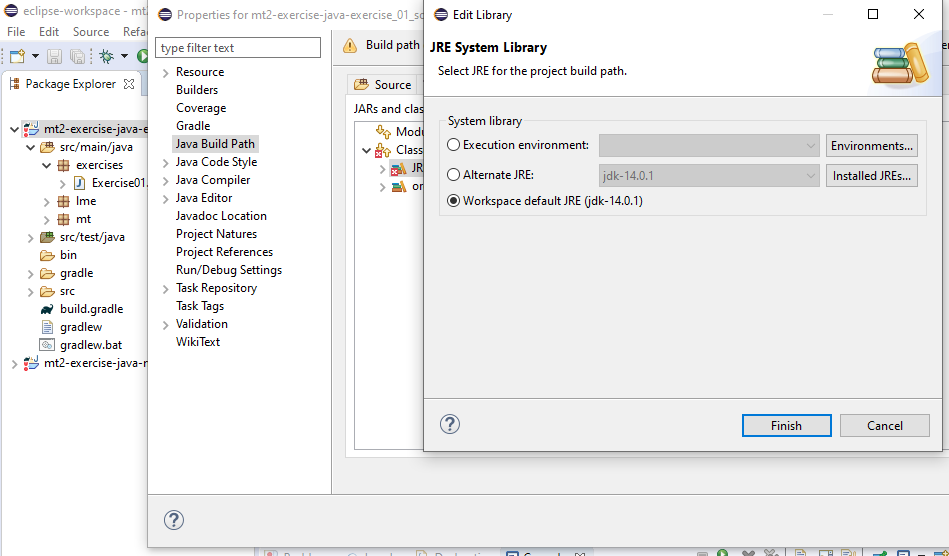 eclipse-workspace - mt
File Edit Source Refa
Package Explorer
mt2-exercise-java-e
src/main/java
exercises
Exercise01.
lme
mt
src/test/java
bin
gradle
src
build.gradle
gradlew
gradlew.bat
mt2-exercise-java-r
Properties for mt2-exercise-java-exercise_01_so
type filter text
Resource
Builders
Coverage
Gradle
Java Build Path
Java Code Style
Java Compiler
Java Editor
Javadoc Location
Project Natures
Project References
Run/Debug Settings
Task Repository
Task Tags
Validation
WikiText
Build path
Source
JARs and clas
Modu
Class
JR
or
Edit Library
JRE System Library
Select JRE for the project build path.
System library
Execution environment:
Environments...
Alternate JRE:
jdk-14.0.1
Installed JREs...
Workspace default JRE (jdk-14.0.1)
Finish
Cancel